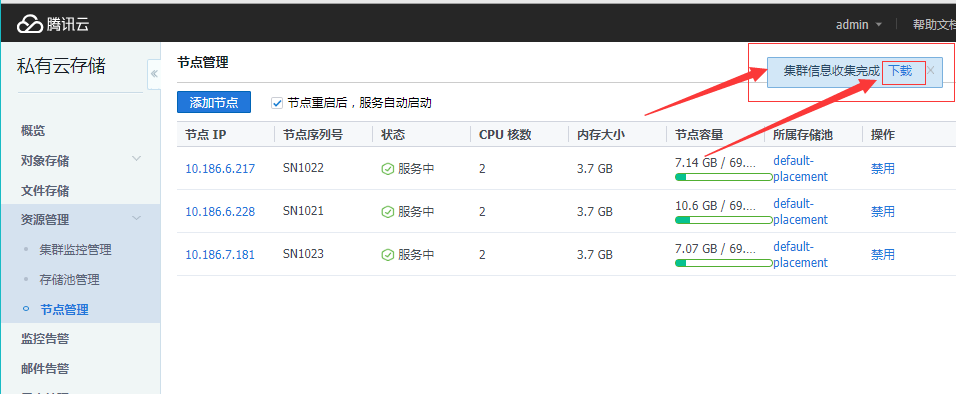 腾讯云
admin
帮助文档
私有云存储
节点管理
集群信息收集完成 下载
添加节点
节点重启后，服务自动启动
节点 IP 节点序列号 状态 CPU 核数 内存大小 节点容量 所属存储池 操作
10.186.6.217 SN1022 服务中 2 3.7 GB 7.14 GB / 69.... default-placement 禁用
10.186.6.228 SN1021 服务中 2 3.7 GB 10.6 GB / 69.... default-placement 禁用
10.186.7.181 SN1023 服务中 2 3.7 GB 7.07 GB / 69.... default-placement 禁用
概览
对象存储
文件存储
资源管理
集群监控管理
存储池管理
节点管理
监控告警
邮件告警